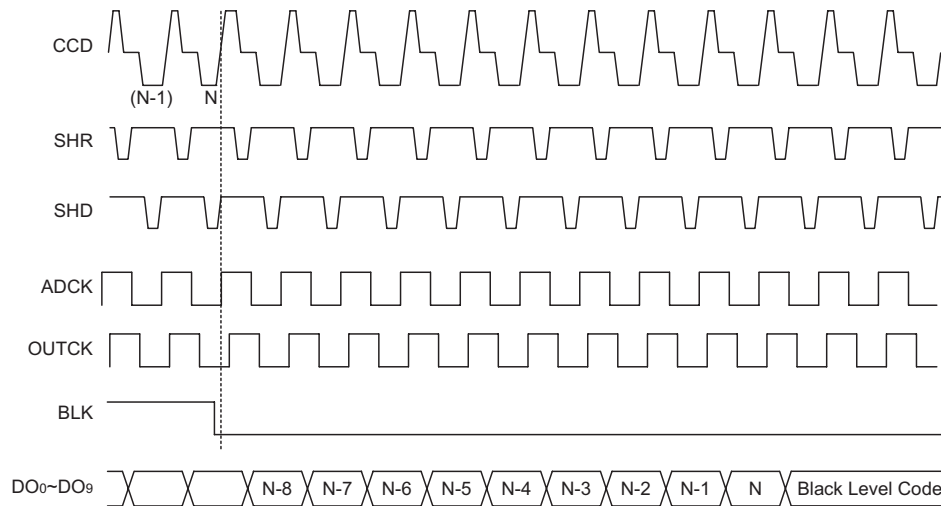 CCD
(N-1) N
SHR
SHD
ADCK
OUTCK
BLK
DO0~DO9 N-8 N-7 N-6 N-5 N-4 N-3 N-2 N-1 N Black Level Code